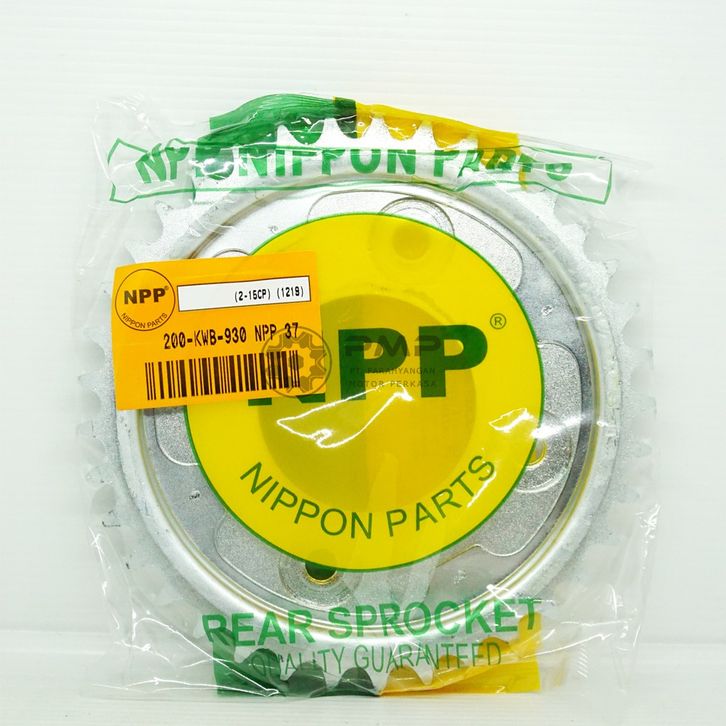 NPP NIPPON PARTS
NPP®
NIPPON PARTS
(2-15CP) (1219)
200-KWB-930 NPP 37
NPP®
PMP
PT. PARAHYANGAN
MOTOR PERKASA
NIPPON PARTS
REAR SPROCKET
QUALITY GUARANTEED